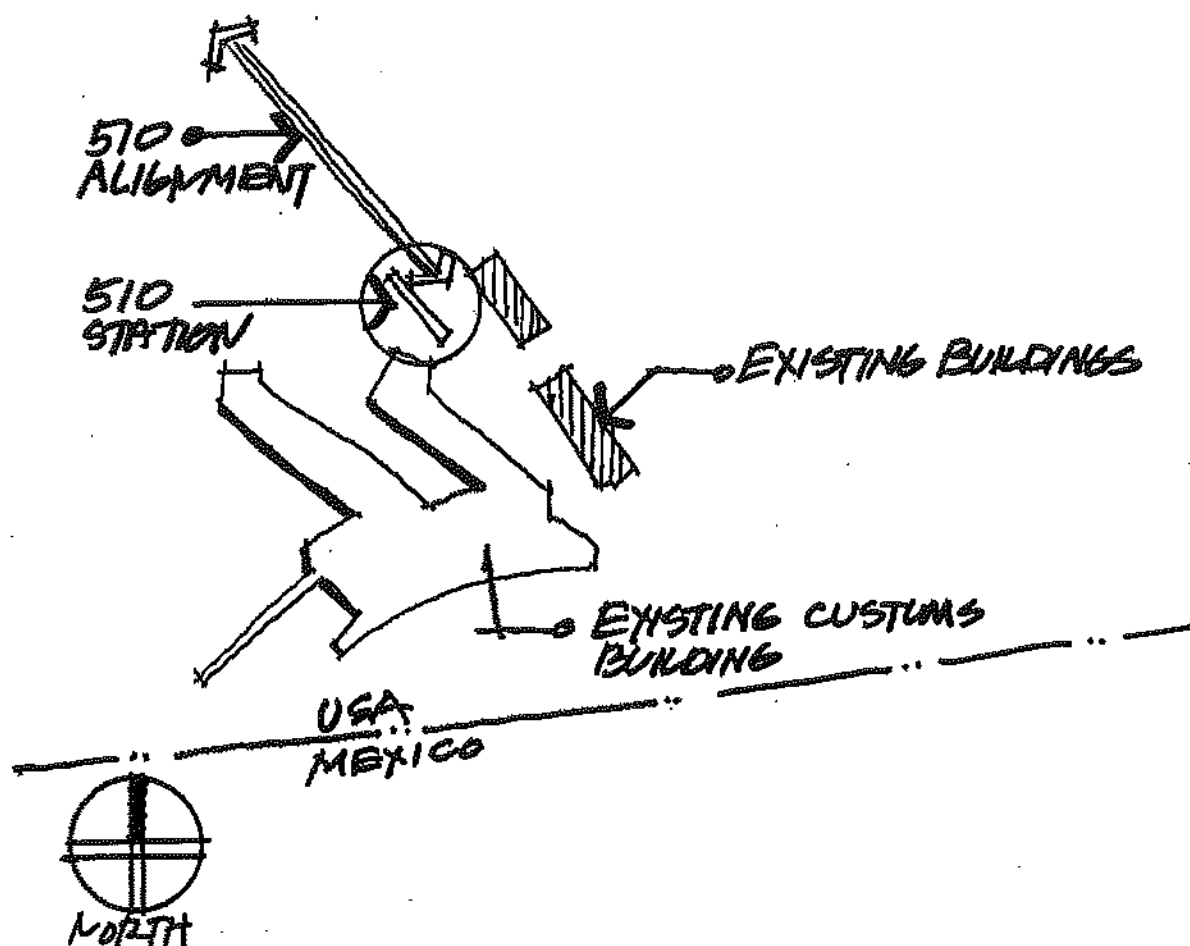 510
ALIGNMENT
510
STATION
EXISTING BUILDINGS
EXISTING CUSTOMS
BUILDING
USA
MEXICO
NORTH